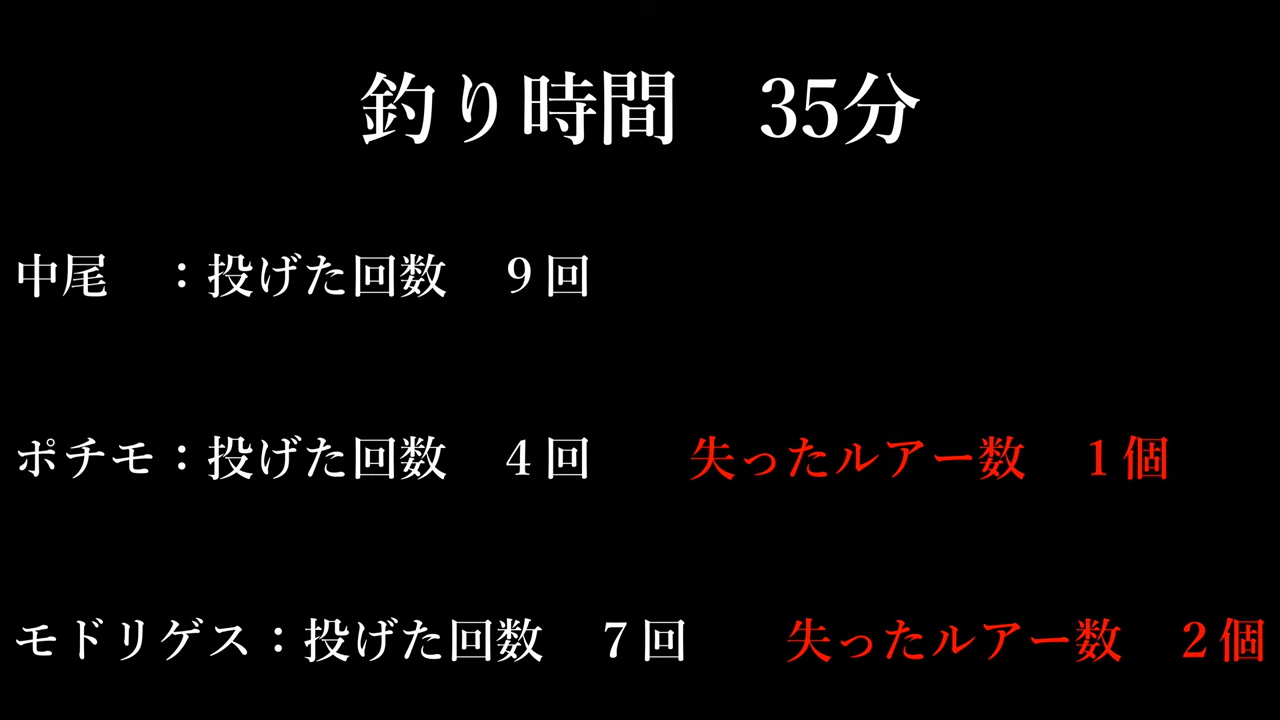 釣り時間　35分
中尾　：投げた回数　９回
ポチモ：投げた回数　４回　　失ったルアー数　１個
モドリゲス：投げた回数　７回　　失ったルアー数　２個